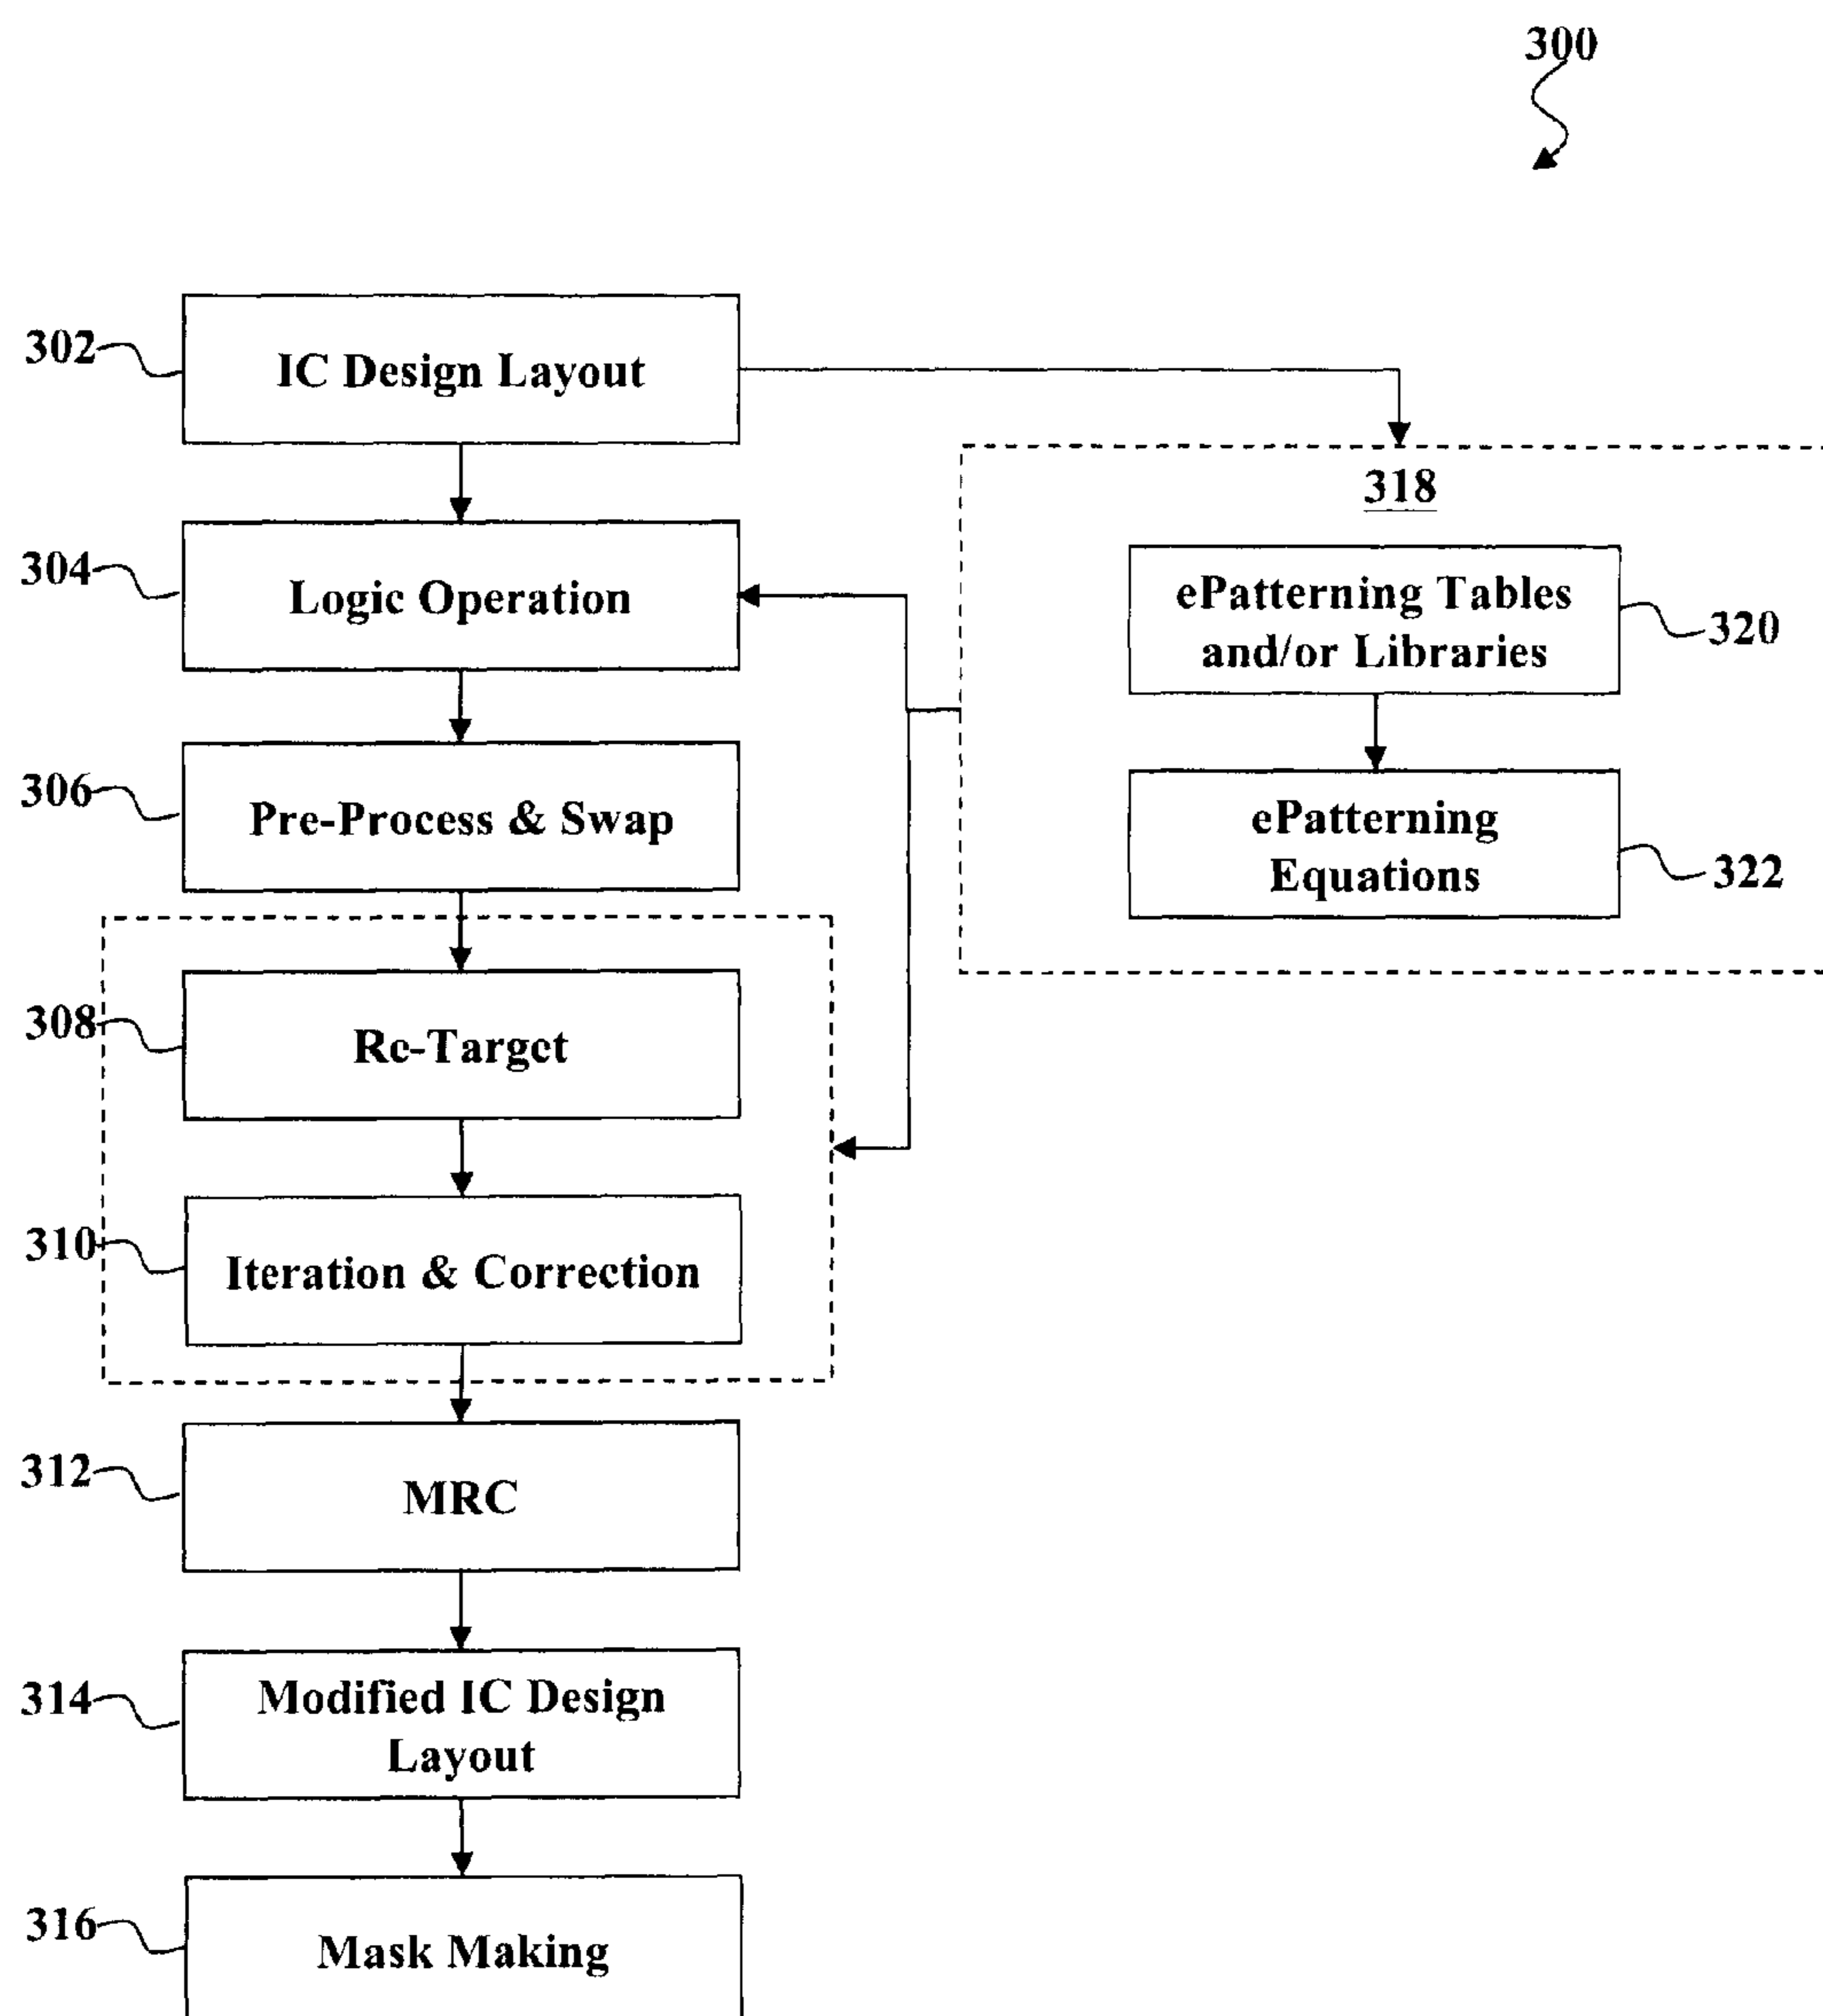 300
302
IC Design Layout
318
304
Logic Operation
ePatterning Tables
and/or Libraries
320
306
Pre-Process & Swap
ePatterning
Equations
322
308
Re-Target
310
Iteration & Correction
312
MRC
314
Modified IC Design
Layout
316
Mask Making